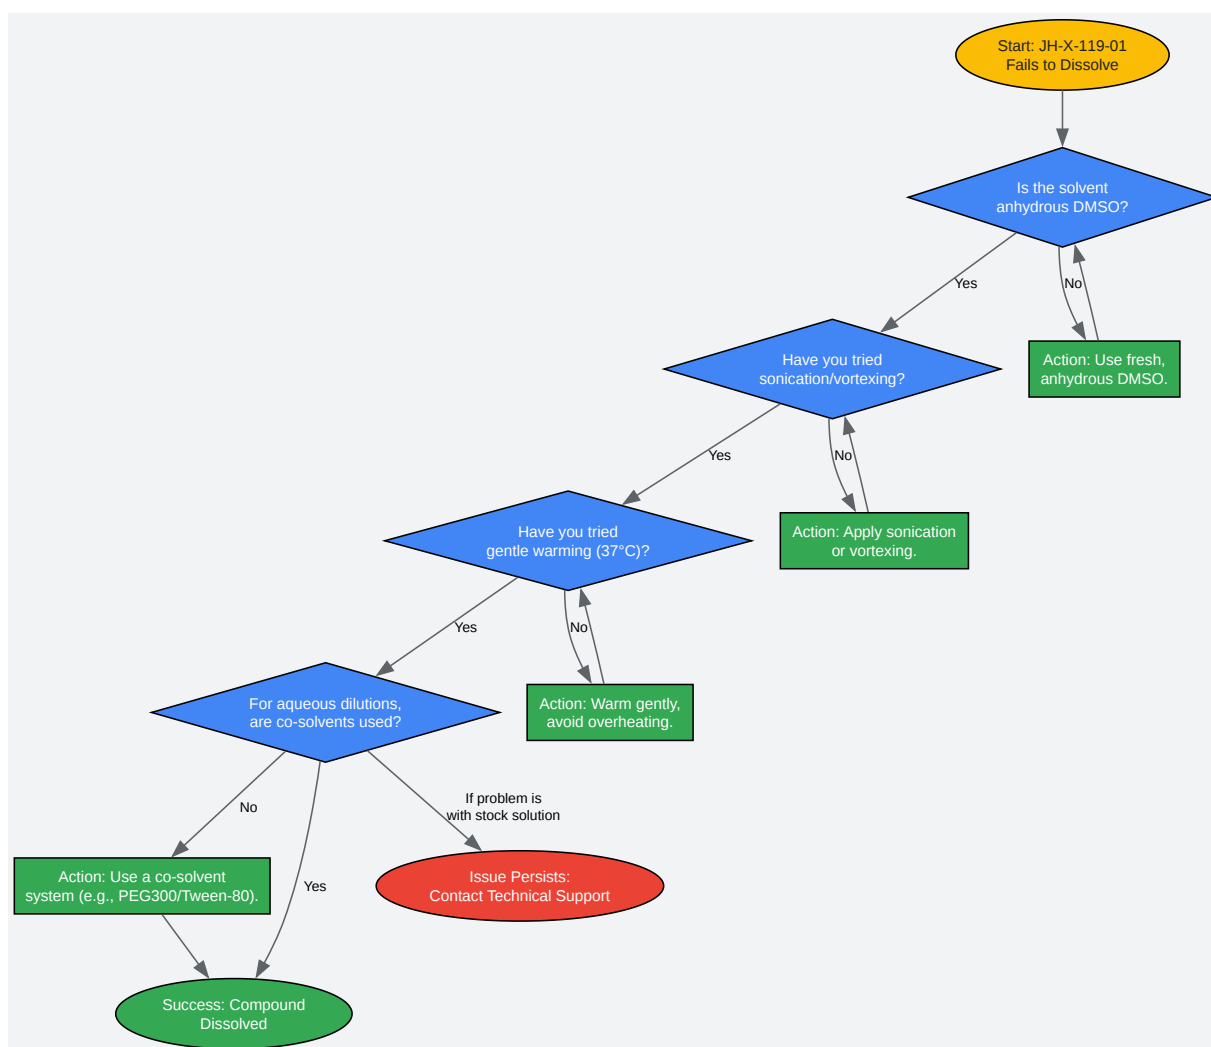 Start: JH-X-119-01
Fails to Dissolve
Is the solvent
anhydrous DMSO?
Yes
No
Have you tried
sonication/vortexing?
Action: Use fresh,
anhydrous DMSO.
Yes
No
Have you tried
gentle warming (37°C)?
Action: Apply sonication
or vortexing.
Yes
No
For aqueous dilutions,
are co-solvents used?
Action: Warm gently,
avoid overheating.
No
If problem is
with stock solution
Yes
Action: Use a co-solvent
system (e.g., PEG300/Tween-80).
Issue Persists:
Contact Technical Support
Success: Compound
Dissolved